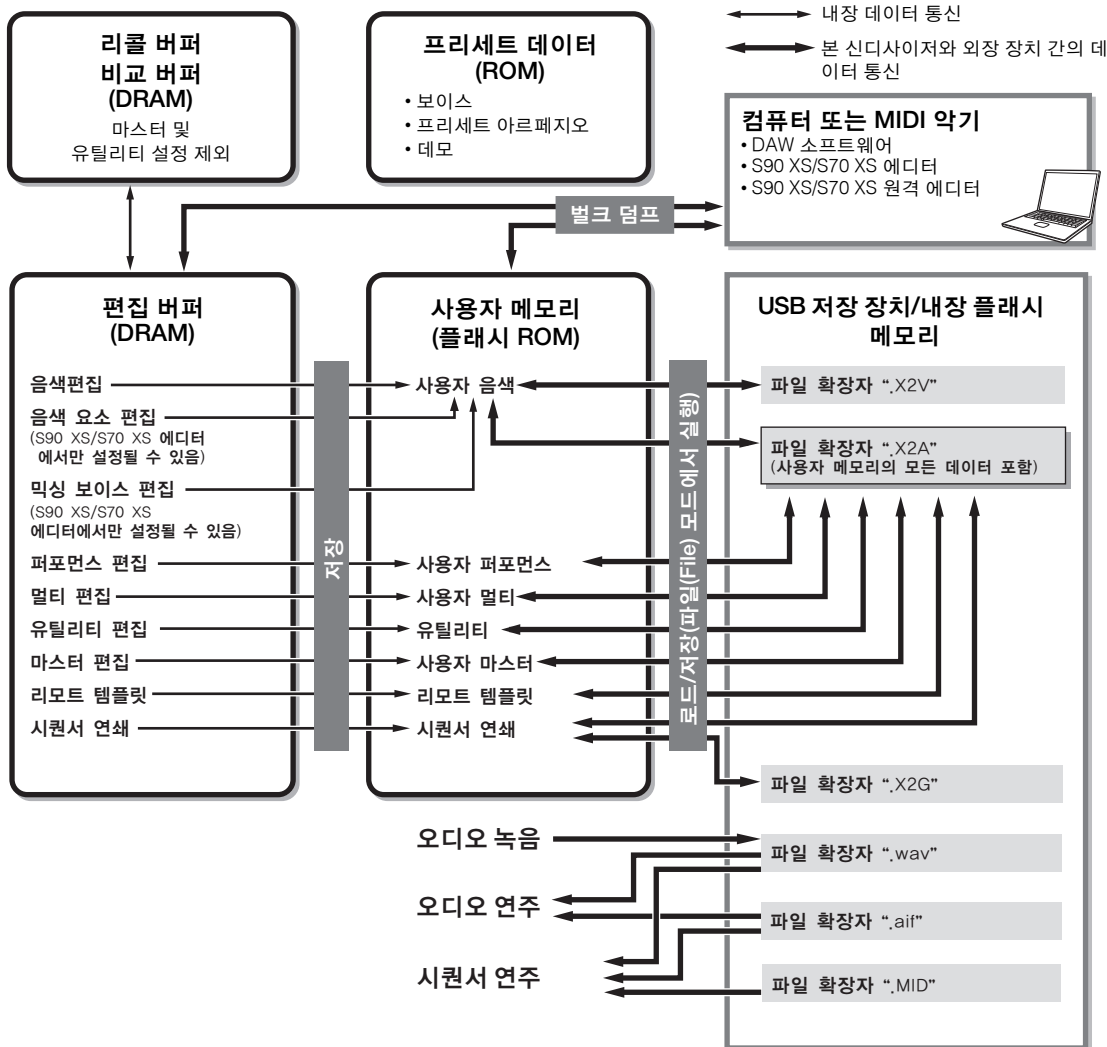 리콜 버퍼
비교 버퍼
(DRAM)
마스터 및
유틸리티 설정 제외
프리세트 데이터
(ROM)
• 보이스
• 프리세트 아르페지오
• 데모
내장 데이터 통신
본 신디사이저와 외장 장치 간의 데
이터 통신
컴퓨터 또는 MIDI 악기
• DAW 소프트웨어
• S90 XS/S70 XS 에디터
• S90 XS/S70 XS 원격 에디터
벌크 덤프
편집 버퍼
(DRAM)
음색편집
음색 요소 편집
(S90 XS/S70 XS 에디터
에서만 설정될 수 있음)
믹싱 보이스 편집
(S90 XS/S70 XS
에디터에서만 설정될 수 있음)
퍼포먼스 편집
멀티 편집
유틸리티 편집
마스터 편집
리모트 템플릿
시퀀서 연쇄
저장
사용자 메모리
(플래시 ROM)
사용자 음색
사용자 퍼포먼스
사용자 멀티
유틸리티
사용자 마스터
리모트 템플릿
시퀀서 연쇄
로드/저장(파일(File) 모드에서 실행)
USB 저장 장치/내장 플래시
메모리
파일 확장자 “.X2V”
파일 확장자 “.X2A”
(사용자 메모리의 모든 데이터 포함)
파일 확장자 “.X2G”
파일 확장자 “.wav”
파일 확장자 “.aif”
파일 확장자 “.MID”
오디오 녹음
오디오 연주
시퀀서 연주